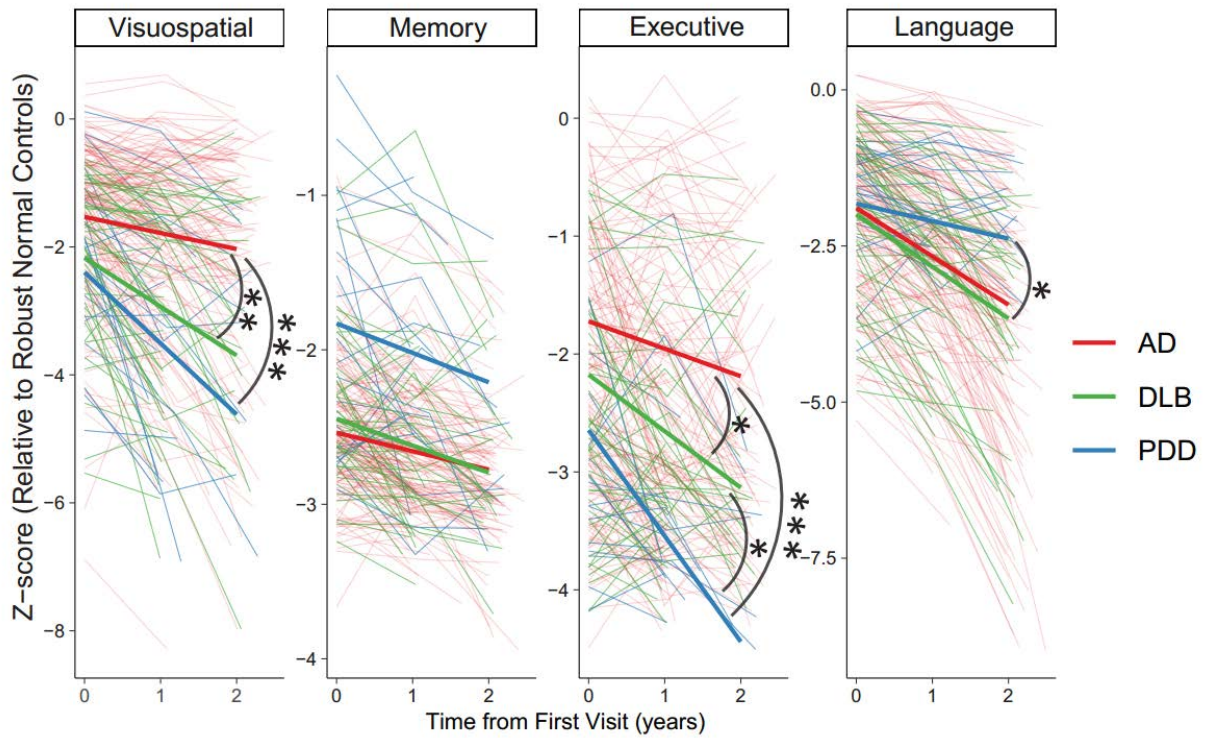 Visuospatial
Memory
Executive
Language
Z-score (Relative to Robust Normal Controls)
0
-2
-4
-6
-8
-1
-2
-3
-4
0
-1
-2
-3
-4
0.0
-2.5
-5.0
-7.5
**
***
*
*
***
*
AD
DLB
PDD
0 1 2
0 1 2
0 1 2
0 1 2
Time from First Visit (years)